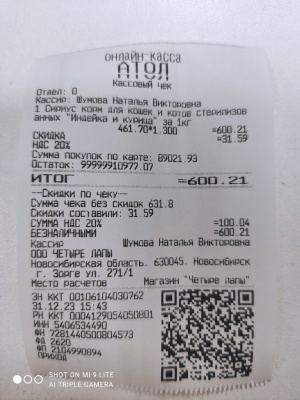 ОНЛАЙН-КАССА
АТОЛ
Кассовый чек
Отдел: 0
Кассир: Шумова Наталья Викторовна
1 Сириус корм для кошек и котов стерилизов
анных "Индейка и курица" за 1кг
461.70*1.300 =600.21
СКИДКА =31.59
НДС 20%
Сумма покупок по карте: 89021.93
Остаток: 99999910977.07
ИТОГ =600.21
--Скидки по чеку--
Сумма чека без скидок 631.8
Скидки составили: 31.59
СУММА НДС 20% =100.04
БЕЗНАЛИЧНЫМИ =600.21
Кассир Шумова Наталья Викторовна
ООО ЧЕТЫРЕ ЛАПЫ
Новосибирская область, 630045, Новосибирск
г, Зорге ул, 271/1
Место расчетов Магазин "Четыре лапы"
ЗН ККТ 00106104030762
31.12.23 15:43
РН ККТ 0004129054050801
ИНН 5406534490
ФН 7281440500804573
ФД 2620
ФП 2104990894
ПРИХОД
SHOT ON MI 9 LITE
AI TRIPLE CAMERA